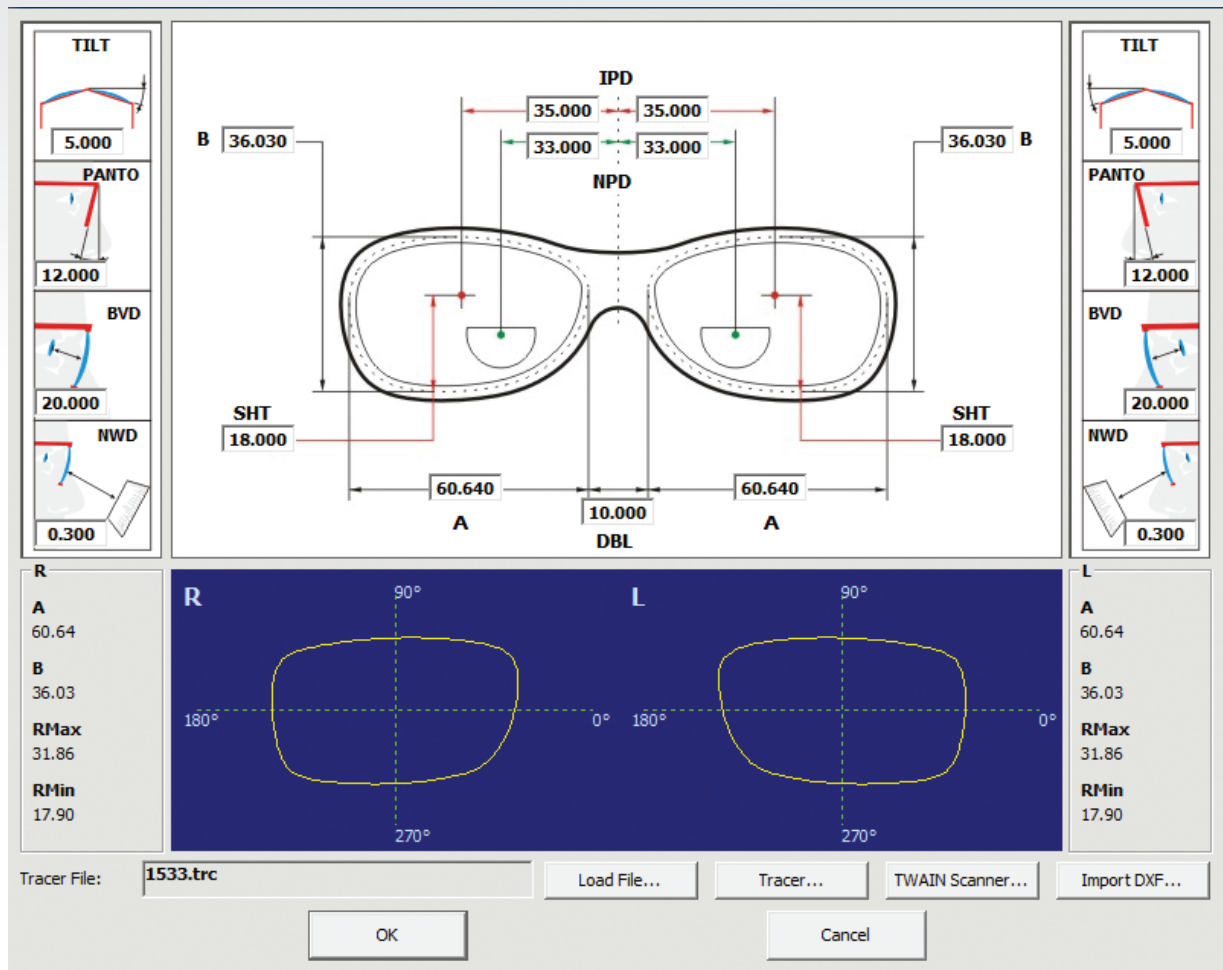 TILT
5.000
PANTO
12.000
BVD
20.000
NWD
0.300
IPD
35.000 35.000
B 36.030 33.000 33.000 36.030 B
NPD
SHT SHT
18.000 18.000
60.640 60.640
A 10.000 A
DBL
TILT
5.000
PANTO
12.000
BVD
20.000
NWD
0.300
R
A
60.64
B
36.03
RMax
31.86
RMin
17.90
R 90° L 90°
180° 0° 180° 0°
270° 270°
L
A
60.64
B
36.03
RMax
31.86
RMin
17.90
Tracer File: 1533.trc Load File... Tracer... TWAIN Scanner... Import DXF...
OK Cancel